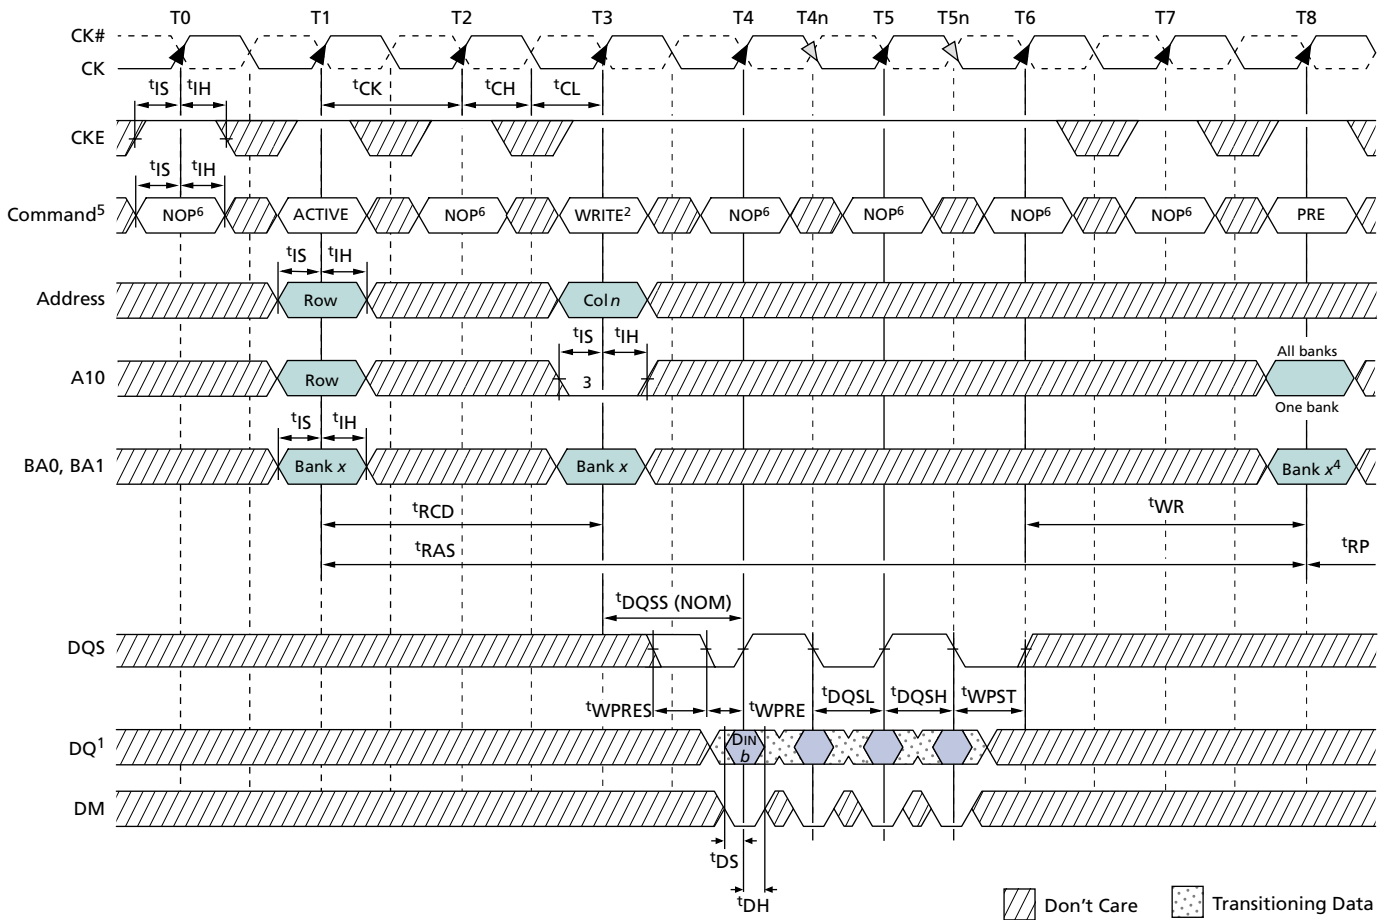 T0 T1 T2 T3 T4 T4n T5 T5n T6 T7 T8
CK#
CK
tIS tIH tCK tCH tCL
CKE
tIS tIH
Command5 NOP6 ACTIVE NOP6 WRITE2 NOP6 NOP6 NOP6 NOP6 PRE
tIS tIH
Address Row Col n
tIS tIH
All banks
A10 Row 3
One bank
tIS tIH
BA0, BA1 Bank x Bank x Bank x4
tRCD tWR
tRAS tRP
tDQSS (NOM)
DQS
tWPRES tWPRE tDQSL tDQSH tWPST
DQ1 DIN
b
DM
tDS
tDH
Don't Care Transitioning Data